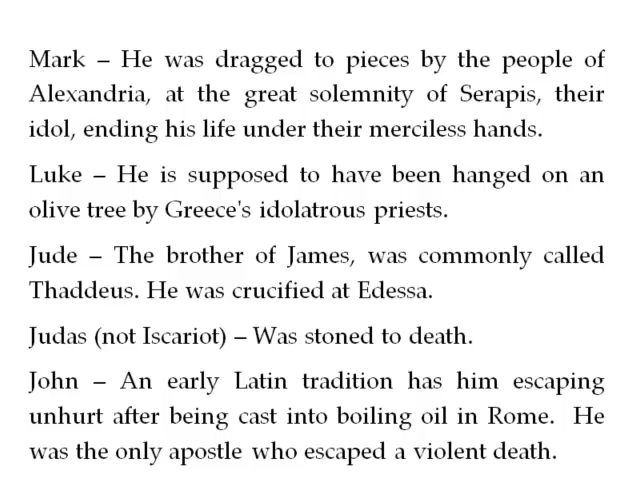 Mark – He was dragged to pieces by the people of
Alexandria, at the great solemnity of Serapis, their
idol, ending his life under their merciless hands.
Luke – He is supposed to have been hanged on an
olive tree by Greece's idolatrous priests.
Jude – The brother of James, was commonly called
Thaddeus. He was crucified at Edessa.
Judas (not Iscariot) – Was stoned to death.
John – An early Latin tradition has him escaping
unhurt after being cast into boiling oil in Rome.  He
was the only apostle who escaped a violent death.